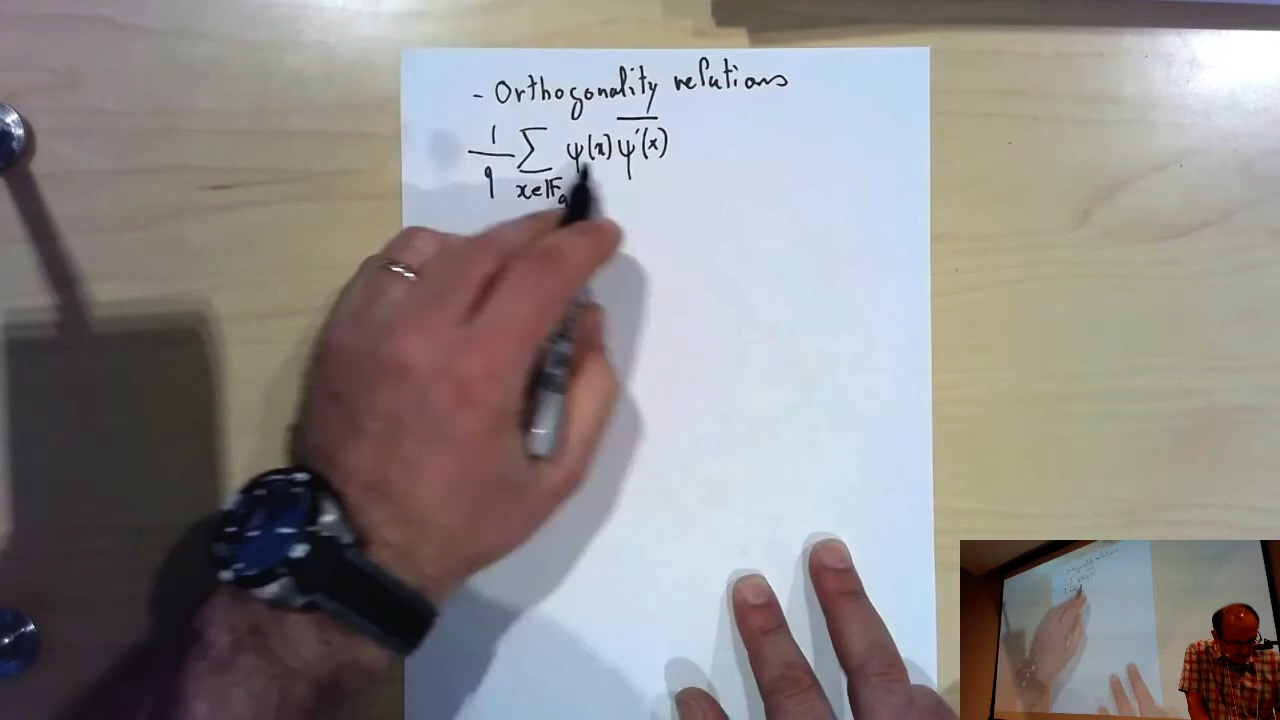 - Orthogonality relations
1/q ∑_{x∈𝔽_q} ψ(x) \overline{ψ'(x)}